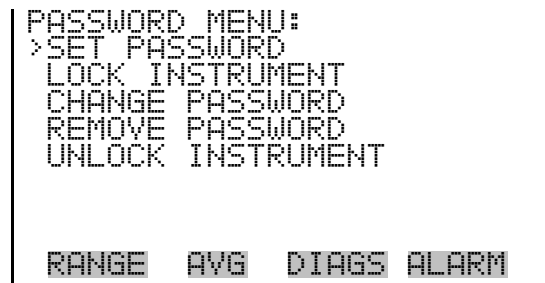 PASSWORD MENU:
>SET PASSWORD
LOCK INSTRUMENT
CHANGE PASSWORD
REMOVE PASSWORD
UNLOCK INSTRUMENT
RANGE AVG DIAGS ALARM